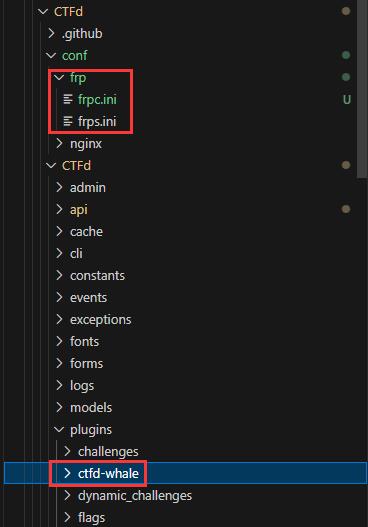 CTFd
.github
conf
frp
frpc.ini U
frps.ini
nginx
CTFd
admin
api
cache
cli
constants
events
exceptions
fonts
forms
logs
models
plugins
challenges
ctfd-whale
dynamic_challenges
flags